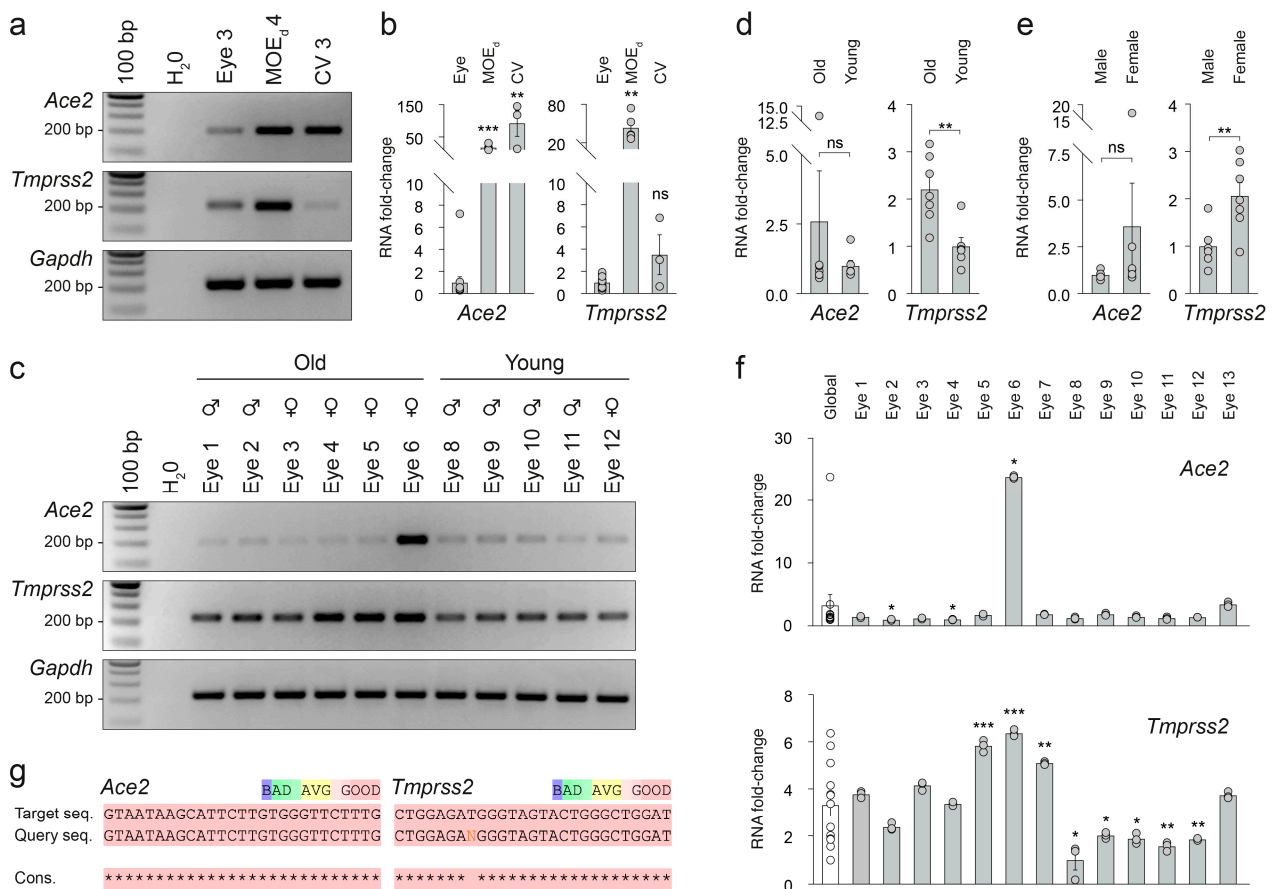 a
100 bp
H₂0
Eye 3
MOEd 4
CV 3
Ace2
200 bp
Tmprss2
200 bp
Gapdh
200 bp
b
Eye
MOEd
CV
Eye
MOEd
CV
RNA fold-change
150
50
10
8
6
4
2
0
***
**
Ace2
80
20
10
8
6
4
2
0
**
ns
Tmprss2
d
Old
Young
Old
Young
RNA fold-change
15.0
12.5
5.0
2.5
0.0
ns
Ace2
4
3
2
1
0
**
Tmprss2
e
Male
Female
Male
Female
RNA fold-change
20
15
7.5
5.0
2.5
0.0
ns
Ace2
4
3
2
1
0
**
Tmprss2
c
Old
Young
♂ ♂ ♀ ♀ ♀ ♀ ♂ ♂ ♂ ♂ ♀
100 bp
H₂0
Eye 1
Eye 2
Eye 3
Eye 4
Eye 5
Eye 6
Eye 8
Eye 9
Eye 10
Eye 11
Eye 12
Ace2
200 bp
Tmprss2
200 bp
Gapdh
200 bp
f
Global
Eye 1
Eye 2
Eye 3
Eye 4
Eye 5
Eye 6
Eye 7
Eye 8
Eye 9
Eye 10
Eye 11
Eye 12
Eye 13
RNA fold-change
30
20
10
0
* * *
Ace2
RNA fold-change
8
6
4
2
0
*** *** ** * * * ** **
Tmprss2
g
Ace2 BAD AVG GOOD Tmprss2 BAD AVG GOOD
Target seq. GTAATAAGCATTCTTGTGGGTTCTTTG CTGGAGATGGGTAGTACTGGGCTGGAT
Query seq. GTAATAAGCATTCTTGTGGGTTCTTTG CTGGAGANGGGTAGTACTGGGCTGGAT
Cons. *************************** ******* *******************